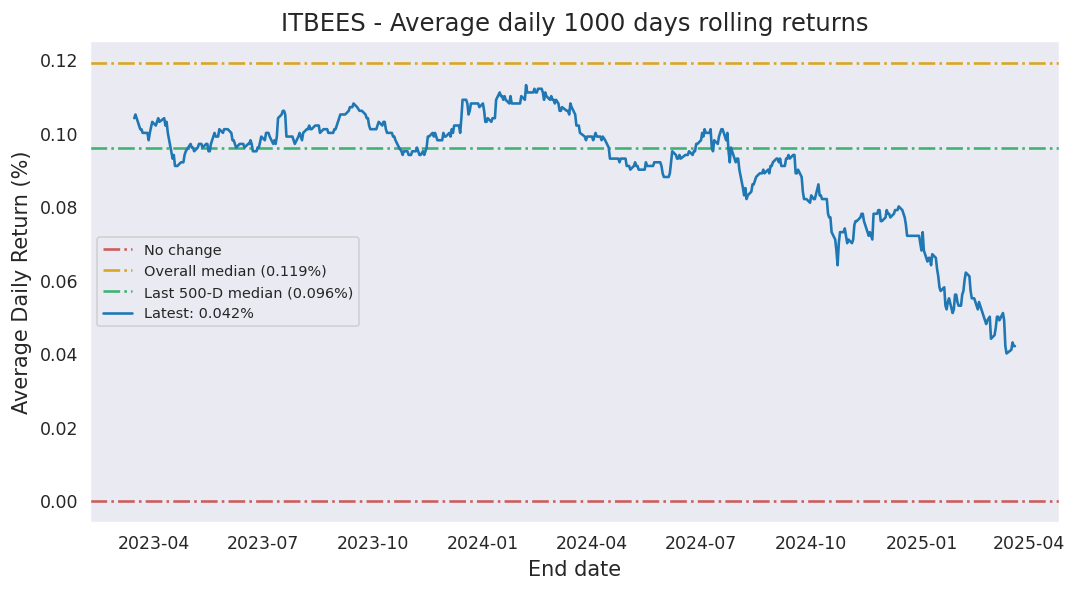 ITBEES - Average daily 1000 days rolling returns
Average Daily Return (%)
0.12
0.10
0.08
0.06
0.04
0.02
0.00
No change
Overall median (0.119%)
Last 500-D median (0.096%)
Latest: 0.042%
2023-04 2023-07 2023-10 2024-01 2024-04 2024-07 2024-10 2025-01 2025-04
End date